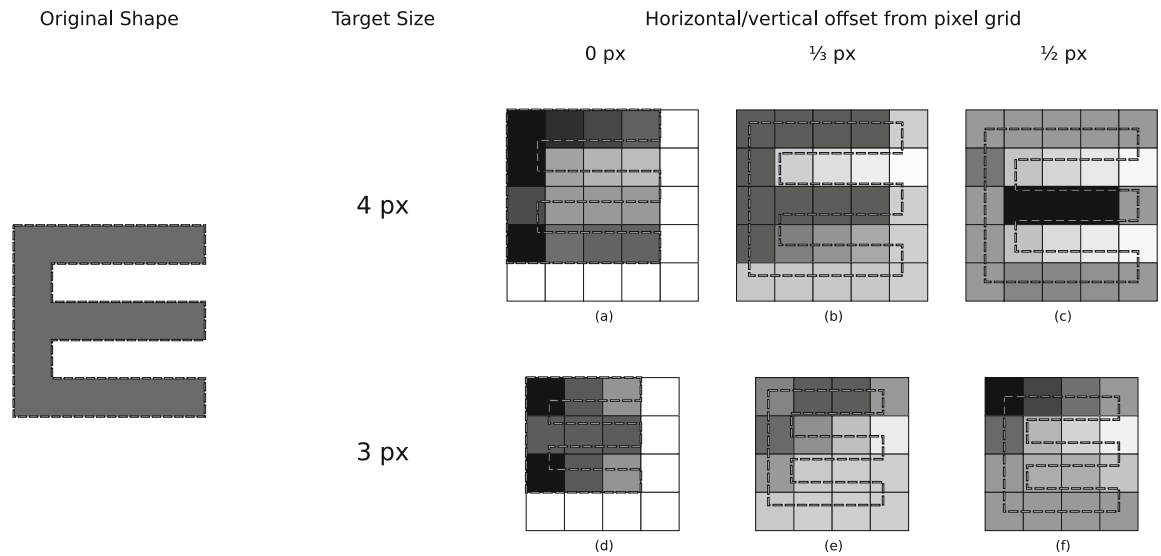 Original Shape
Target Size
Horizontal/vertical offset from pixel grid
0 px
⅓ px
½ px
4 px
(a)
(b)
(c)
3 px
(d)
(e)
(f)